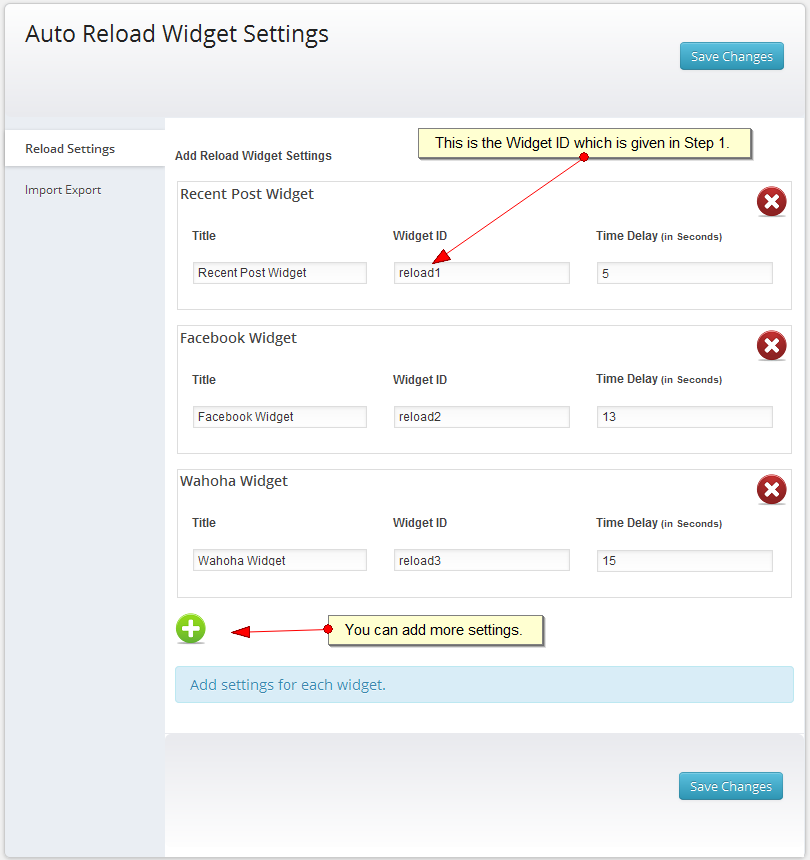 Auto Reload Widget Settings
Save Changes
Reload Settings
Import Export
This is the Widget ID which is given in Step 1.
Add Reload Widget Settings
Recent Post Widget
Title Widget ID Time Delay (in Seconds)
Recent Post Widget reload1 5
Facebook Widget
Title Widget ID Time Delay (in Seconds)
Facebook Widget reload2 13
Wahoha Widget
Title Widget ID Time Delay (in Seconds)
Wahoha Widget reload3 15
You can add more settings.
Add settings for each widget.
Save Changes